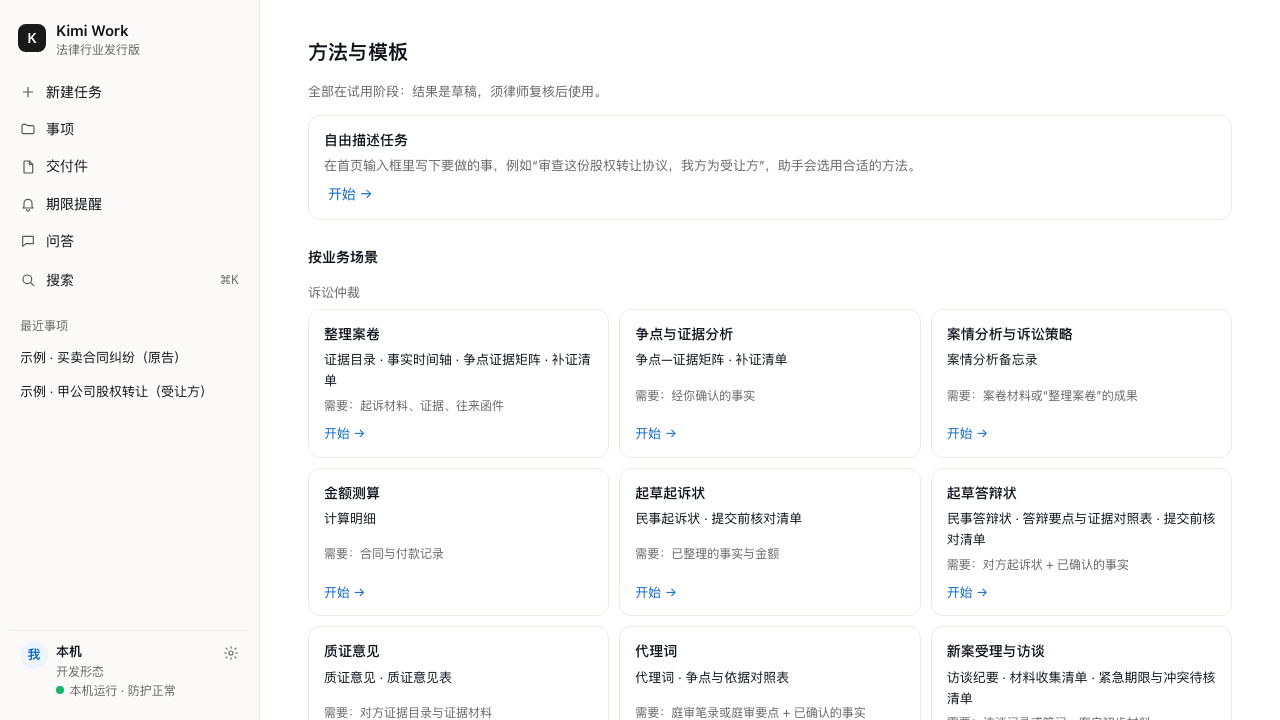 K
Kimi Work
法律行业发行版
新建任务
事项
交付件
期限提醒
问答
搜索
⌘K
最近事项
示例 · 买卖合同纠纷（原告）
示例 · 甲公司股权转让（受让方）
我
本机
开发形态
本机运行 · 防护正常
方法与模板
全部在试用阶段：结果是草稿，须律师复核后使用。
自由描述任务
在首页输入框里写下要做的事，例如“审查这份股权转让协议，我方为受让方”，助手会选用合适的方法。
开始 →
按业务场景
诉讼仲裁
整理案卷
证据目录 · 事实时间轴 · 争点证据矩阵 · 补证清
单
需要：起诉材料、证据、往来函件
开始 →
争点与证据分析
争点—证据矩阵 · 补证清单
需要：经你确认的事实
开始 →
案情分析与诉讼策略
案情分析备忘录
需要：案卷材料或“整理案卷”的成果
开始 →
金额测算
计算明细
需要：合同与付款记录
开始 →
起草起诉状
民事起诉状 · 提交前核对清单
需要：已整理的事实与金额
开始 →
起草答辩状
民事答辩状 · 答辩要点与证据对照表 · 提交前核
对清单
需要：对方起诉状 + 已确认的事实
开始 →
质证意见
质证意见 · 质证意见表
需要：对方证据目录与证据材料
代理词
代理词 · 争点与依据对照表
需要：庭审笔录或庭审要点 + 已确认的事实
新案受理与访谈
访谈纪要 · 材料收集清单 · 紧急期限与冲突待核
清单